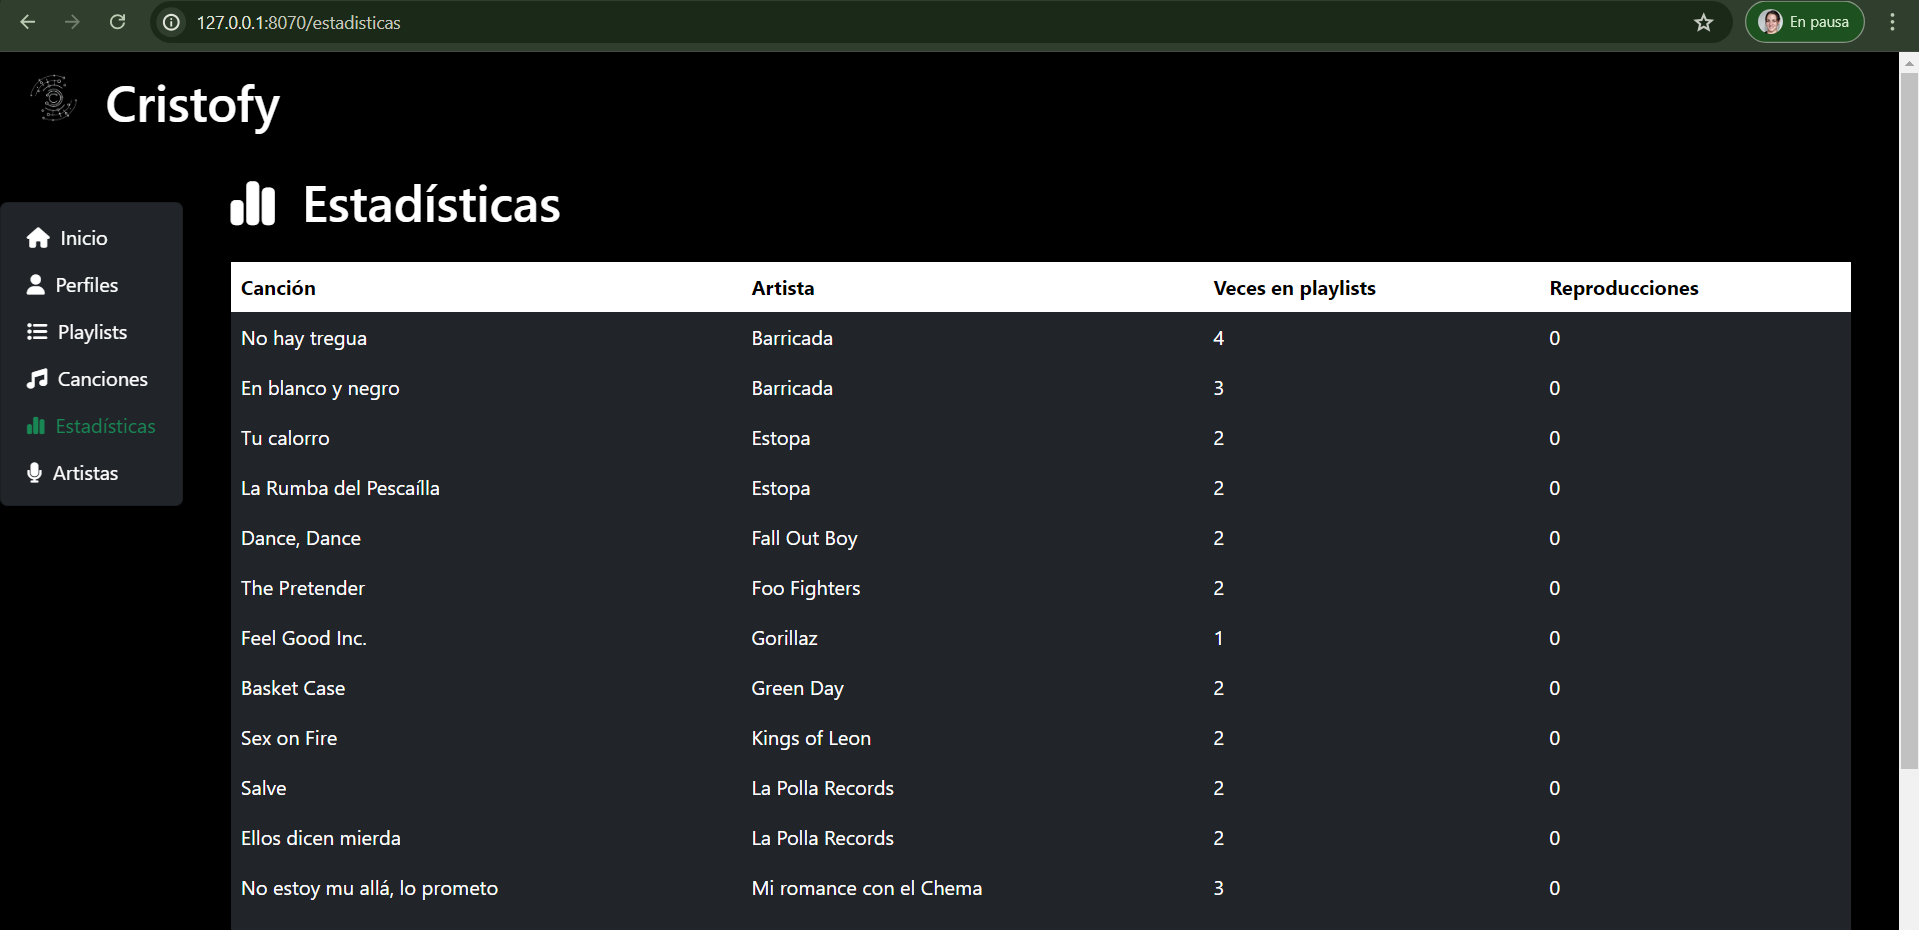 127.0.0.1:8070/estadisticas
En pausa
Cristofy
Estadísticas
Inicio
Perfiles
Playlists
Canciones
Estadísticas
Artistas
Canción Artista Veces en playlists Reproducciones
No hay tregua Barricada 4 0
En blanco y negro Barricada 3 0
Tu calorro Estopa 2 0
La Rumba del Pescaílla Estopa 2 0
Dance, Dance Fall Out Boy 2 0
The Pretender Foo Fighters 2 0
Feel Good Inc. Gorillaz 1 0
Basket Case Green Day 2 0
Sex on Fire Kings of Leon 2 0
Salve La Polla Records 2 0
Ellos dicen mierda La Polla Records 2 0
No estoy mu allá, lo prometo Mi romance con el Chema 3 0